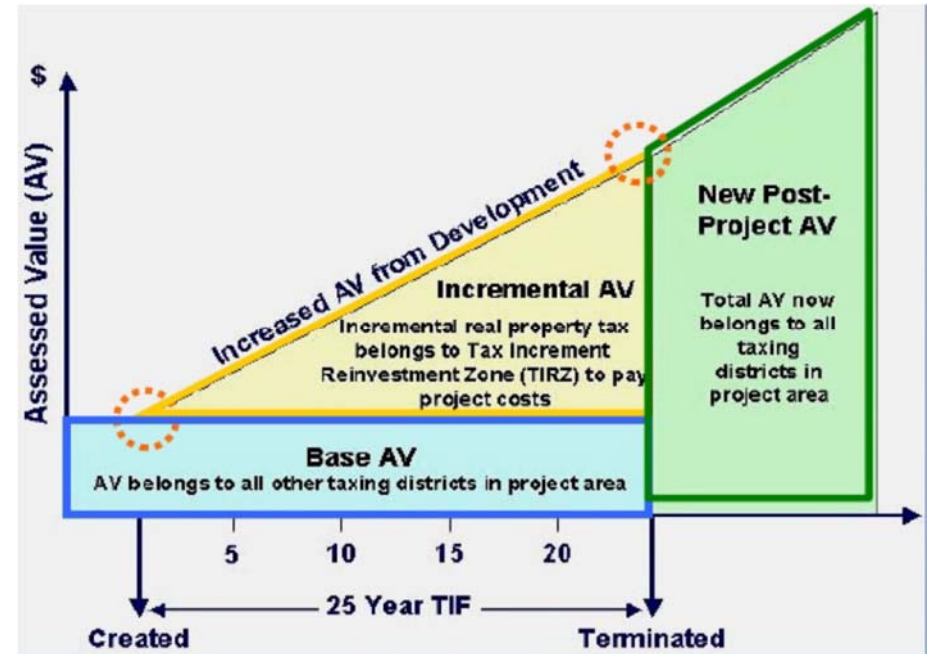 $
Assessed Value (AV)
Increased AV from Development
Incremental AV
Incremental real property tax
belongs to Tax Increment
Reinvestment Zone (TIRZ) to pay
project costs
New Post-
Project AV
Total AV now
belongs to all
taxing
districts in
project area
Base AV
AV belongs to all other taxing districts in project area
5 10 15 20
25 Year TIF
Created Terminated